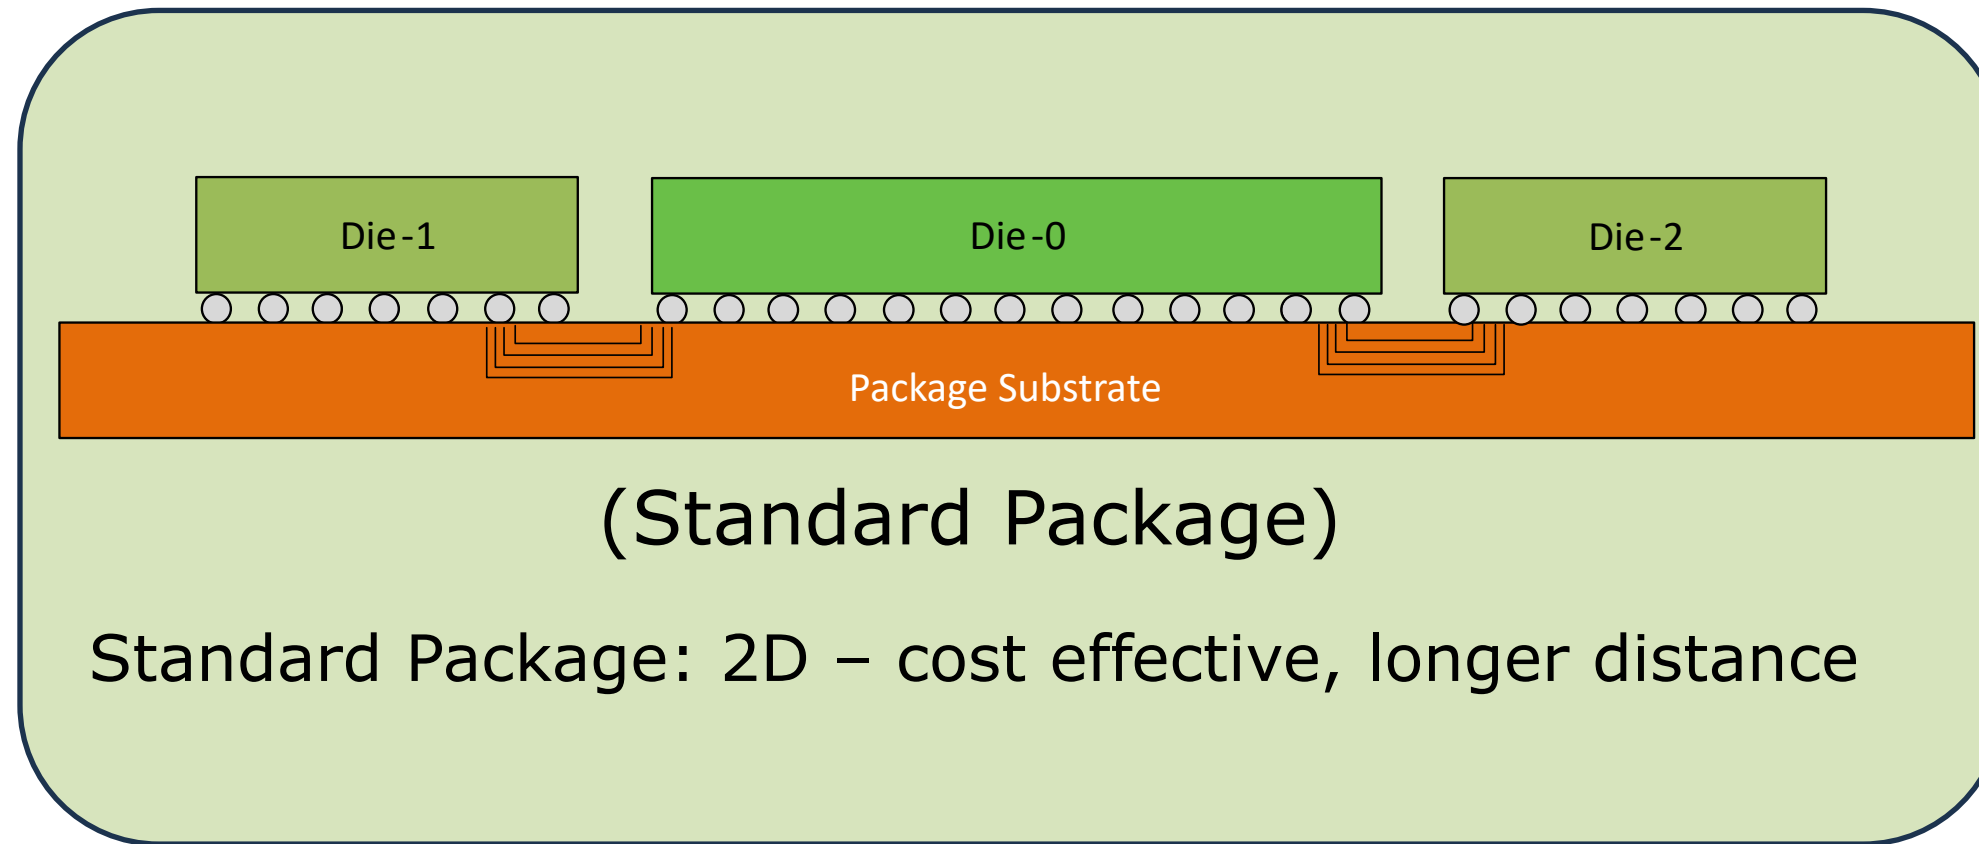 Die-1
Die-0
Die-2
Package Substrate
(Standard Package)
Standard Package: 2D – cost effective, longer distance